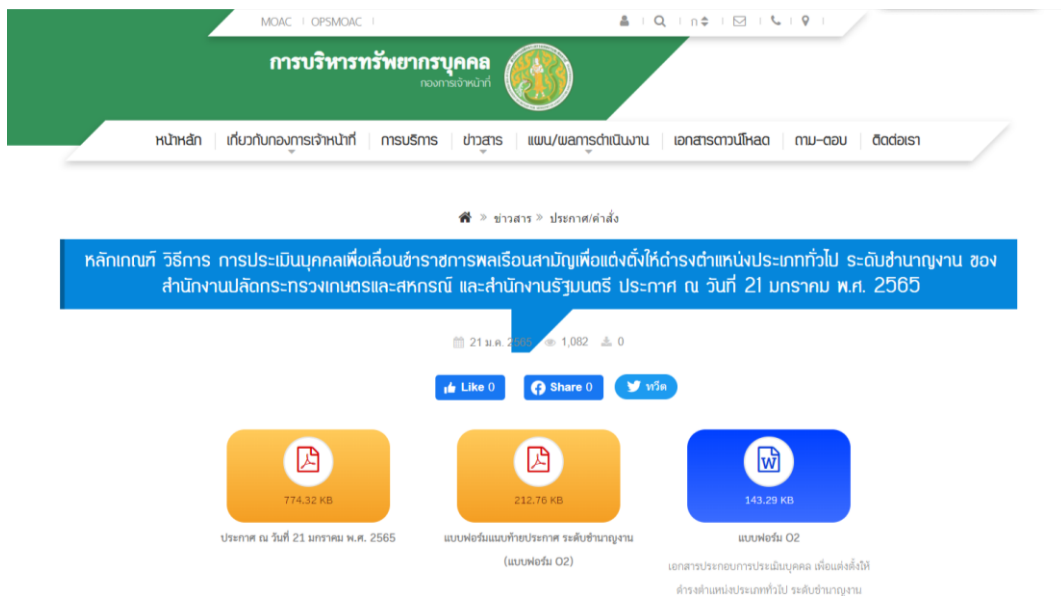 MOAC | OPSMOAC |
ก
การบริหารทรัพยากรบุคคล
กองการเจ้าหน้าที่
หน้าหลัก เกี่ยวกับกองการเจ้าหน้าที่ การบริการ ข่าวสาร แผน/ผลการดำเนินงาน เอกสารดาวน์โหลด ถาม-ตอบ ติดต่อเรา
» ข่าวสาร » ประกาศ/คำสั่ง
หลักเกณฑ์ วิธีการ การประเมินบุคคลเพื่อเลื่อนข้าราชการพลเรือนสามัญเพื่อแต่งตั้งให้ดำรงตำแหน่งประเภททั่วไป ระดับชำนาญงาน ของ
สำนักงานปลัดกระทรวงเกษตรและสหกรณ์ และสำนักงานรัฐมนตรี ประกาศ ณ วันที่ 21 มกราคม พ.ศ. 2565
21 ม.ค. 2565 1,082 0
Like 0 Share 0 ทวีต
774.32 KB 212.76 KB 143.29 KB
ประกาศ ณ วันที่ 21 มกราคม พ.ศ. 2565 แบบฟอร์มแนบท้ายประกาศ ระดับชำนาญงาน แบบฟอร์ม O2
(แบบฟอร์ม O2)
เอกสารประกอบการประเมินบุคคล เพื่อแต่งตั้งให้
ดำรงตำแหน่งประเภททั่วไป ระดับชำนาญงาน